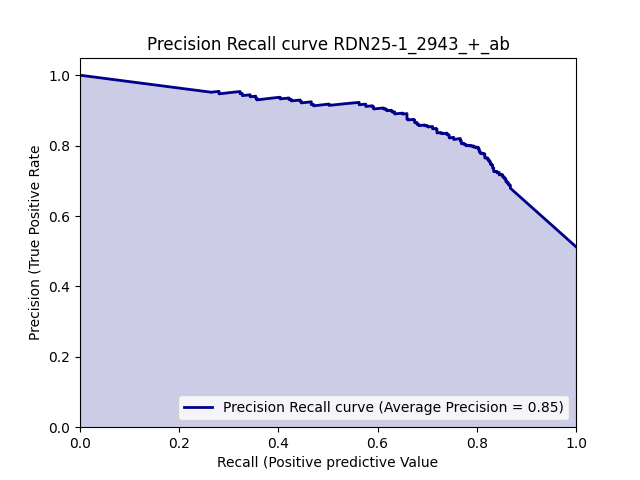 Precision Recall curve RDN25-1_2943_+_ab
Precision (True Positive Rate
1.0
0.8
0.6
0.4
0.2
0.0
Precision Recall curve (Average Precision = 0.85)
0.0 0.2 0.4 0.6 0.8 1.0
Recall (Positive predictive Value